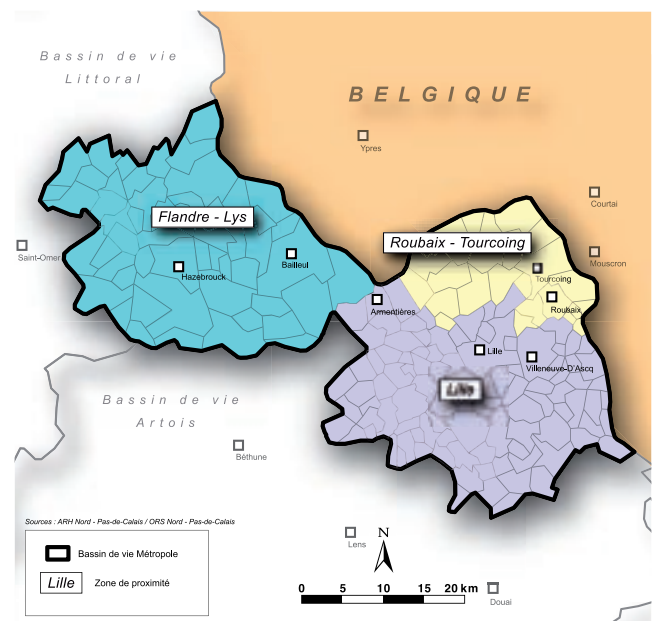 Bassin de vie
Littoral
BELGIQUE
Ypres
Courtai
Flandre - Lys
Roubaix - Tourcoing
Saint-Omer
Bailleul
Mouscron
Hazebrouck
Tourcoing
Armentières
Roubaix
Lille
Villeneuve-D'Ascq
Bassin de vie
Artois
Béthune
Sources : ARH Nord - Pas-de-Calais / ORS Nord - Pas-de-Calais
Lens
N
Bassin de vie Métropole
Lille
Zone de proximité
0 5 10 15 20 km
Douai